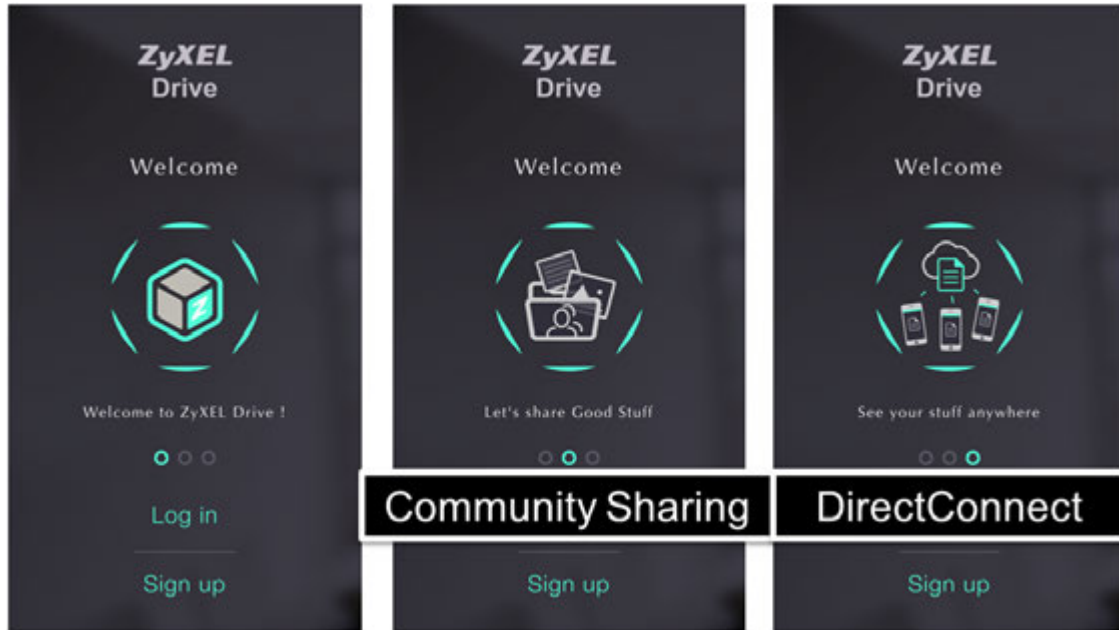 ZyXEL
Drive
Welcome
Z
Welcome to ZyXEL Drive !
Log in
Sign up
ZyXEL
Drive
Welcome
Let's share Good Stuff
Community Sharing
Sign up
ZyXEL
Drive
Welcome
See your stuff anywhere
DirectConnect
Sign up